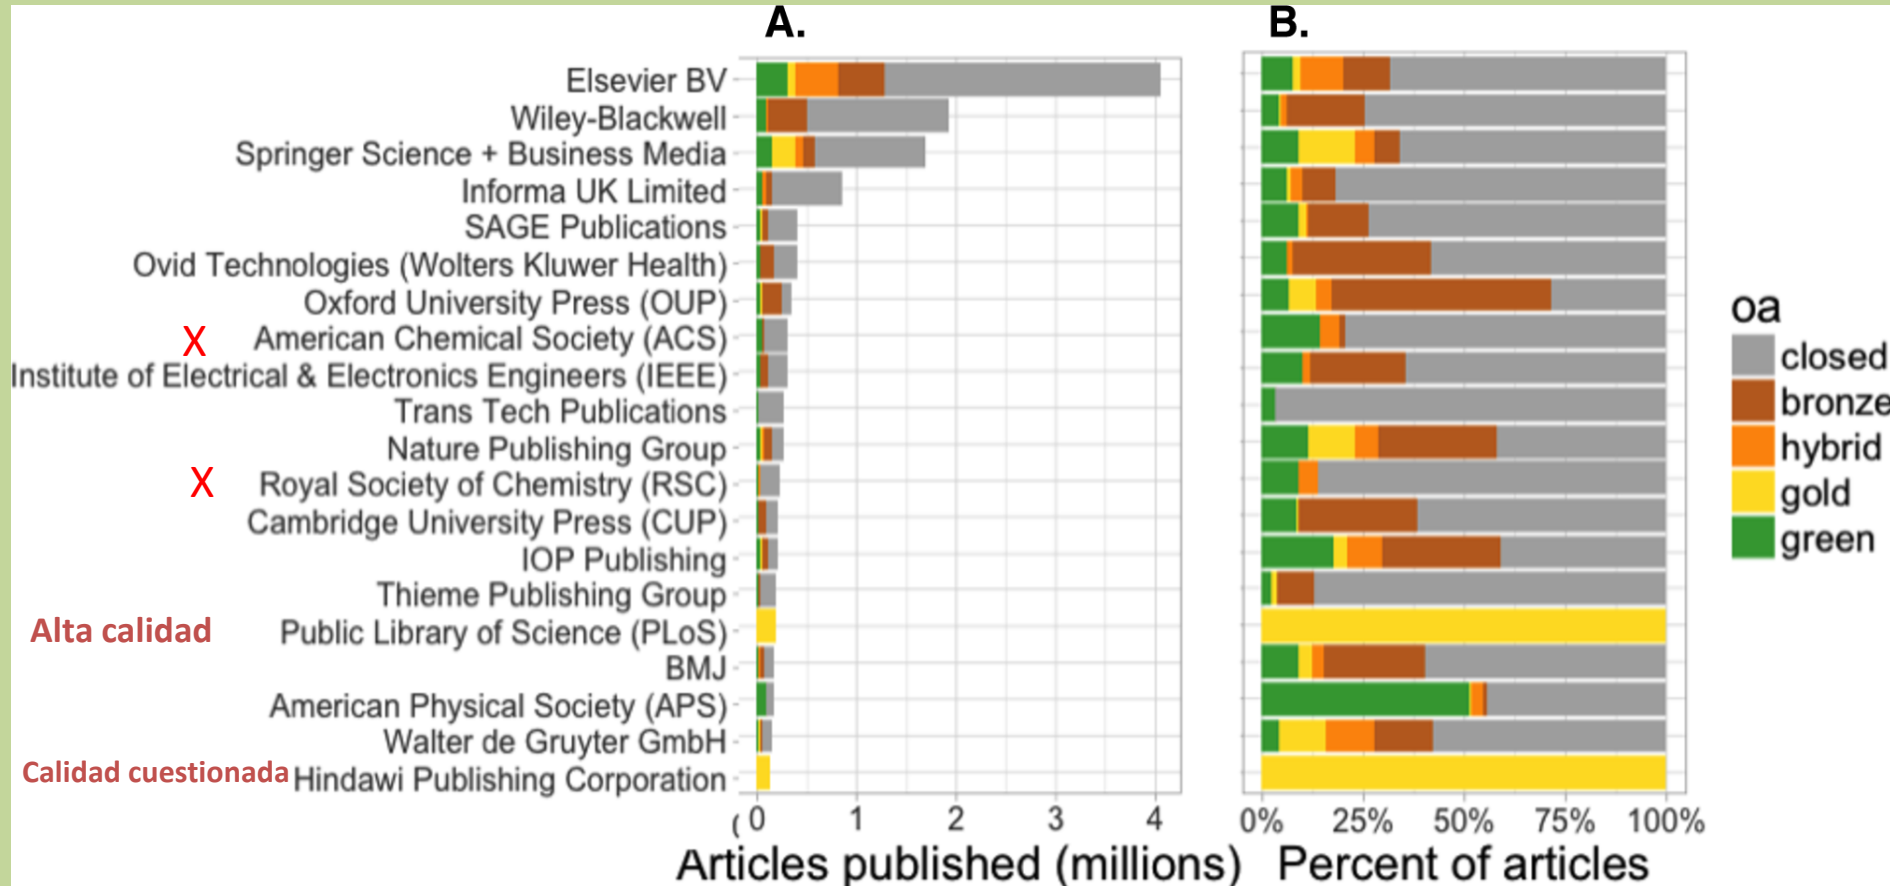 A.
B.
Elsevier BV
Wiley-Blackwell
Springer Science + Business Media
Informa UK Limited
SAGE Publications
Ovid Technologies (Wolters Kluwer Health)
Oxford University Press (OUP)
X American Chemical Society (ACS)
Institute of Electrical & Electronics Engineers (IEEE)
Trans Tech Publications
Nature Publishing Group
X Royal Society of Chemistry (RSC)
Cambridge University Press (CUP)
IOP Publishing
Thieme Publishing Group
Alta calidad Public Library of Science (PLoS)
BMJ
American Physical Society (APS)
Walter de Gruyter GmbH
Calidad cuestionada Hindawi Publishing Corporation
0 1 2 3 4
Articles published (millions)
0% 25% 50% 75% 100%
Percent of articles
oa
closed
bronze
hybrid
gold
green